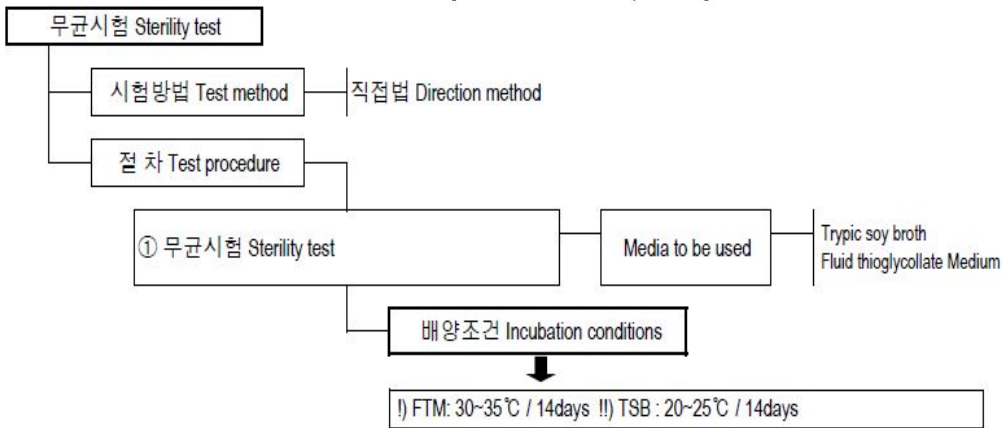 무균시험 Sterility test
시험방법 Test method
직접법 Direction method
절 차 Test procedure
① 무균시험 Sterility test
Media to be used
Trypic soy broth
Fluid thioglycollate Medium
배양조건 Incubation conditions
!) FTM: 30~35℃ / 14days !!) TSB : 20~25℃ / 14days